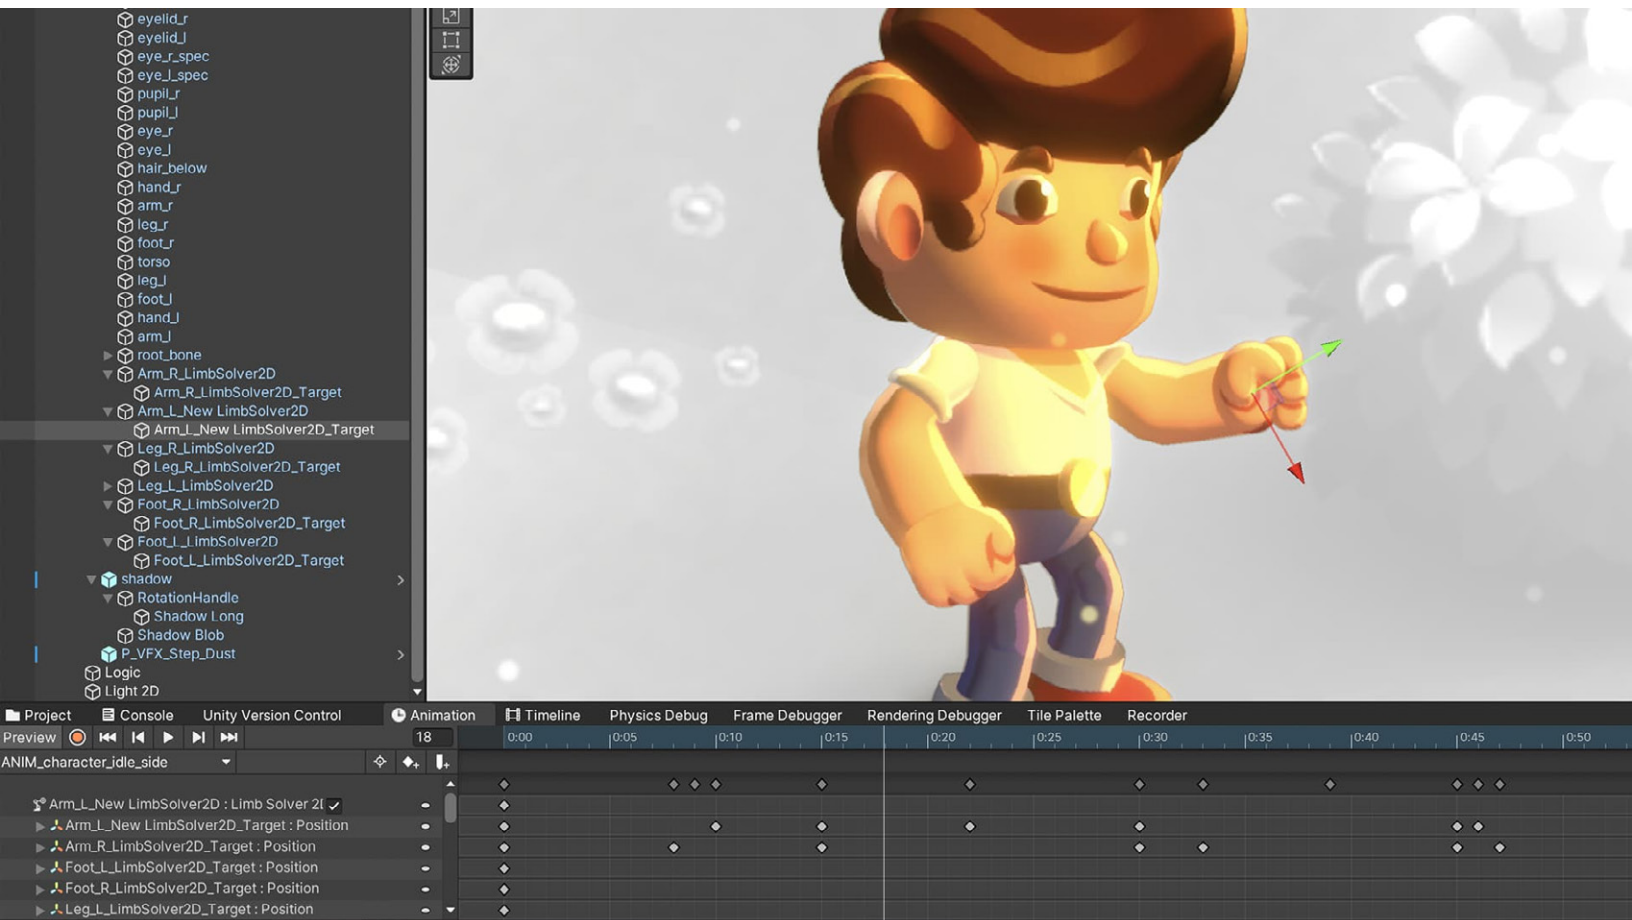 eyelid_r
eyelid_l
eye_r_spec
eye_l_spec
pupil_r
pupil_l
eye_r
eye_l
hair_below
hand_r
arm_r
leg_r
foot_r
torso
leg_l
foot_l
hand_l
arm_l
root_bone
Arm_R_LimbSolver2D
Arm_R_LimbSolver2D_Target
Arm_L_New LimbSolver2D
Arm_L_New LimbSolver2D_Target
Leg_R_LimbSolver2D
Leg_R_LimbSolver2D_Target
Leg_L_LimbSolver2D
Foot_R_LimbSolver2D
Foot_R_LimbSolver2D_Target
Foot_L_LimbSolver2D
Foot_L_LimbSolver2D_Target
shadow
RotationHandle
Shadow Long
Shadow Blob
P_VFX_Step_Dust
Logic
Light 2D
Project Console Unity Version Control Animation Timeline Physics Debug Frame Debugger Rendering Debugger Tile Palette Recorder
Preview 18 0:00 0:05 0:10 0:15 0:20 0:25 0:30 0:35 0:40 0:45 0:50
ANIM_character_idle_side
Arm_L_New LimbSolver2D : Limb Solver 2
Arm_L_New LimbSolver2D_Target : Position
Arm_R_LimbSolver2D_Target : Position
Foot_L_LimbSolver2D_Target : Position
Foot_R_LimbSolver2D_Target : Position
Leg_L_LimbSolver2D_Target : Position